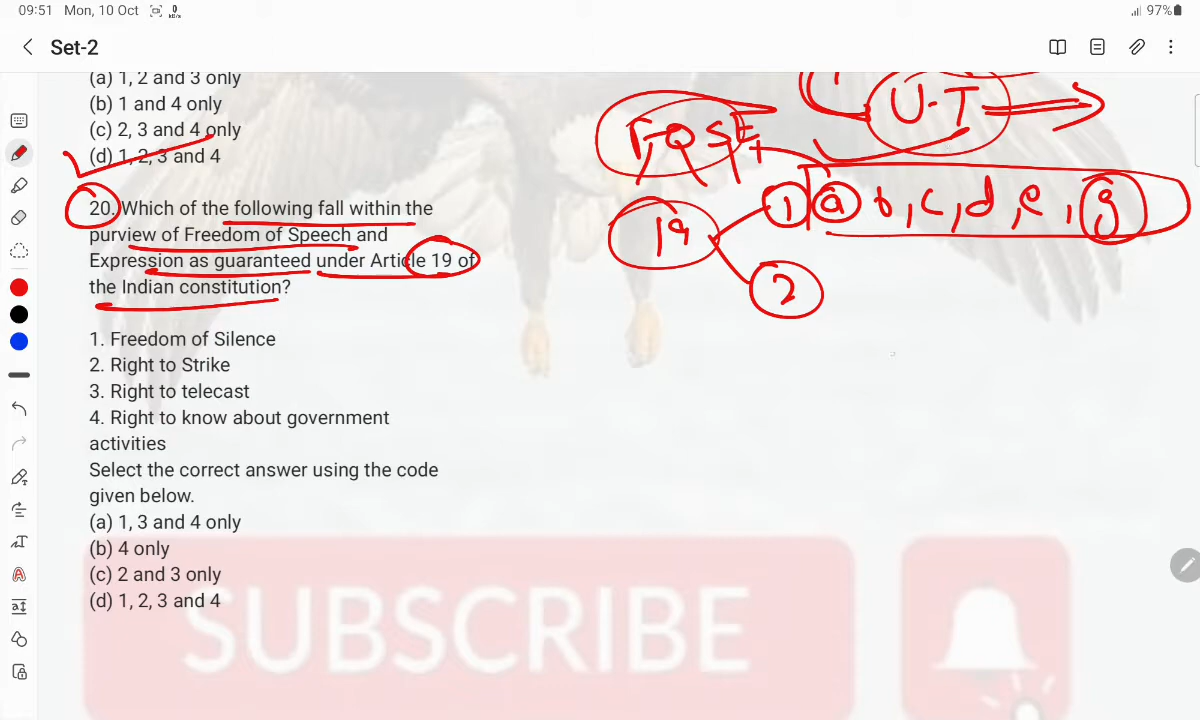 09:51 Mon, 10 Oct 97%
Set-2
(a) 1, 2 and 3 only
(b) 1 and 4 only
(c) 2, 3 and 4 only
(d) 1, 2, 3 and 4
U.T
FOSE
20. Which of the following fall within the
purview of Freedom of Speech and
Expression as guaranteed under Article 19 of
the Indian constitution?
19
1 a b, c, d, e, g
2
1. Freedom of Silence
2. Right to Strike
3. Right to telecast
4. Right to know about government
activities
Select the correct answer using the code
given below.
(a) 1, 3 and 4 only
(b) 4 only
(c) 2 and 3 only
(d) 1, 2, 3 and 4
SUBSCRIBE